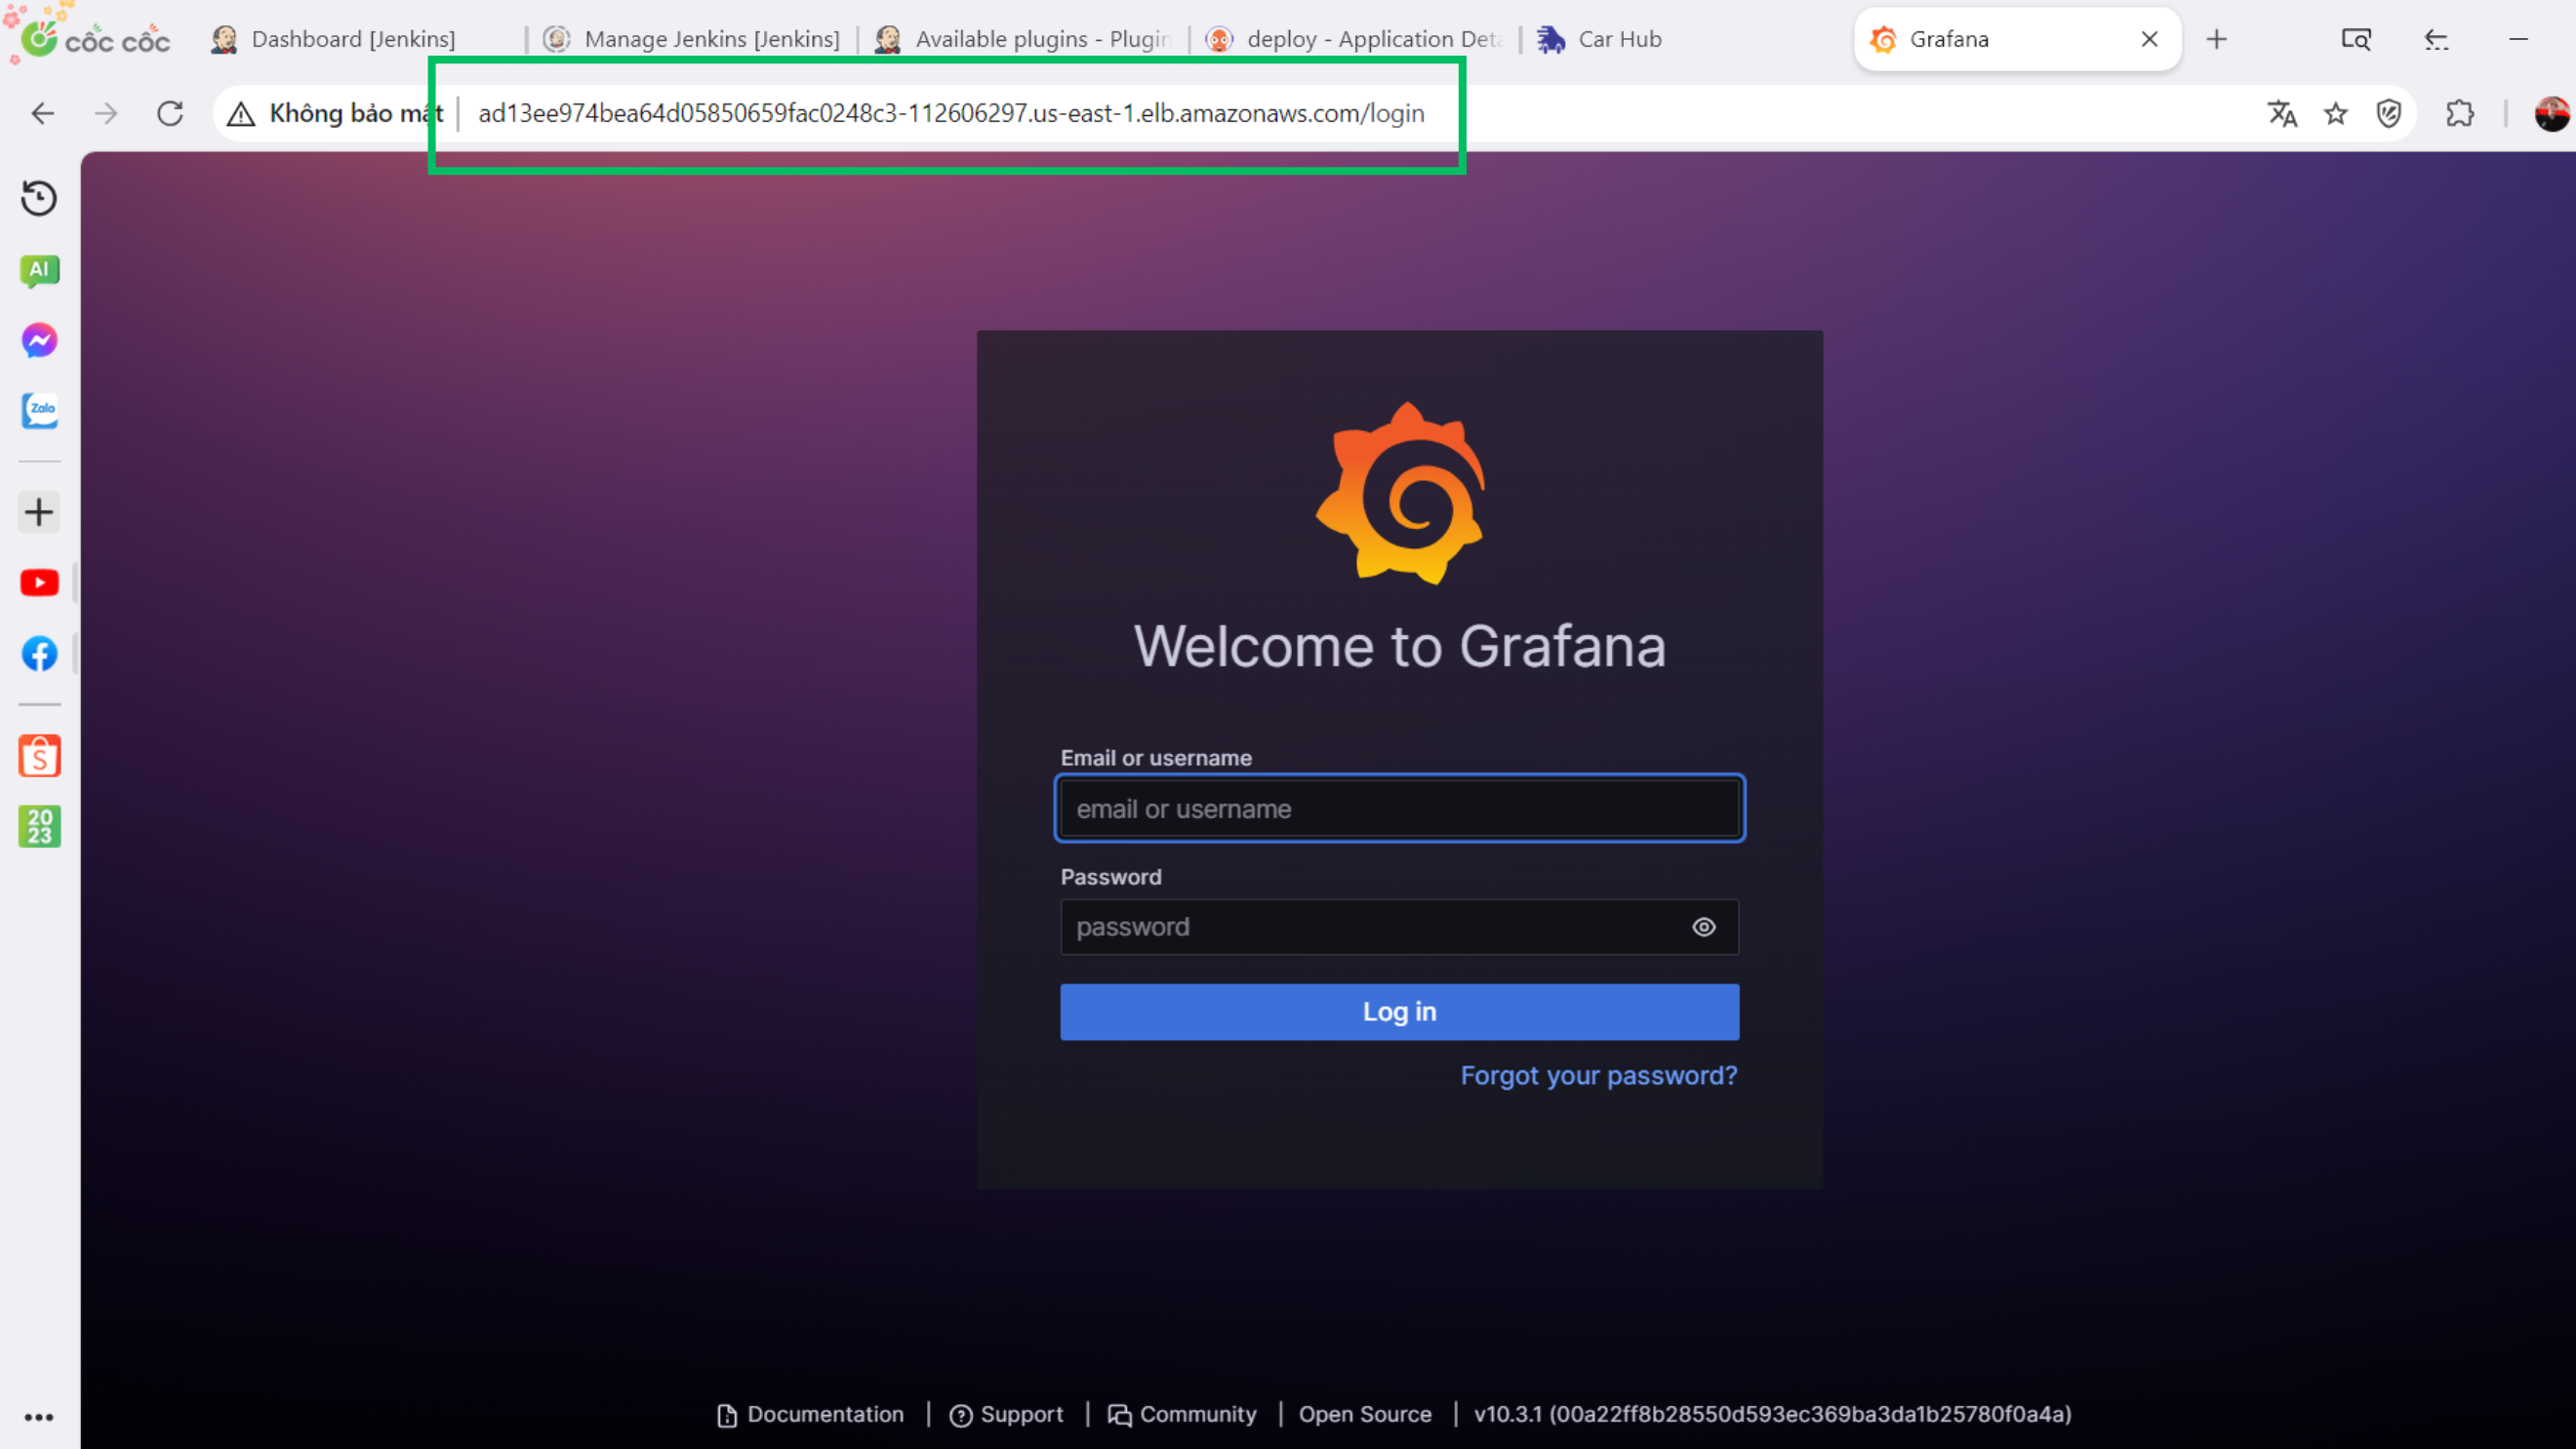 cốc cốc
Dashboard [Jenkins]
Manage Jenkins [Jenkins]
Available plugins - Plugin
deploy - Application Deta
Car Hub
Grafana
Không bảo mật
ad13ee974bea64d05850659fac0248c3-112606297.us-east-1.elb.amazonaws.com/login
AI
Zalo
20
23
Welcome to Grafana
Email or username
email or username
Password
password
Log in
Forgot your password?
Documentation | Support | Community | Open Source | v10.3.1 (00a22ff8b28550d593ec369ba3da1b25780f0a4a)